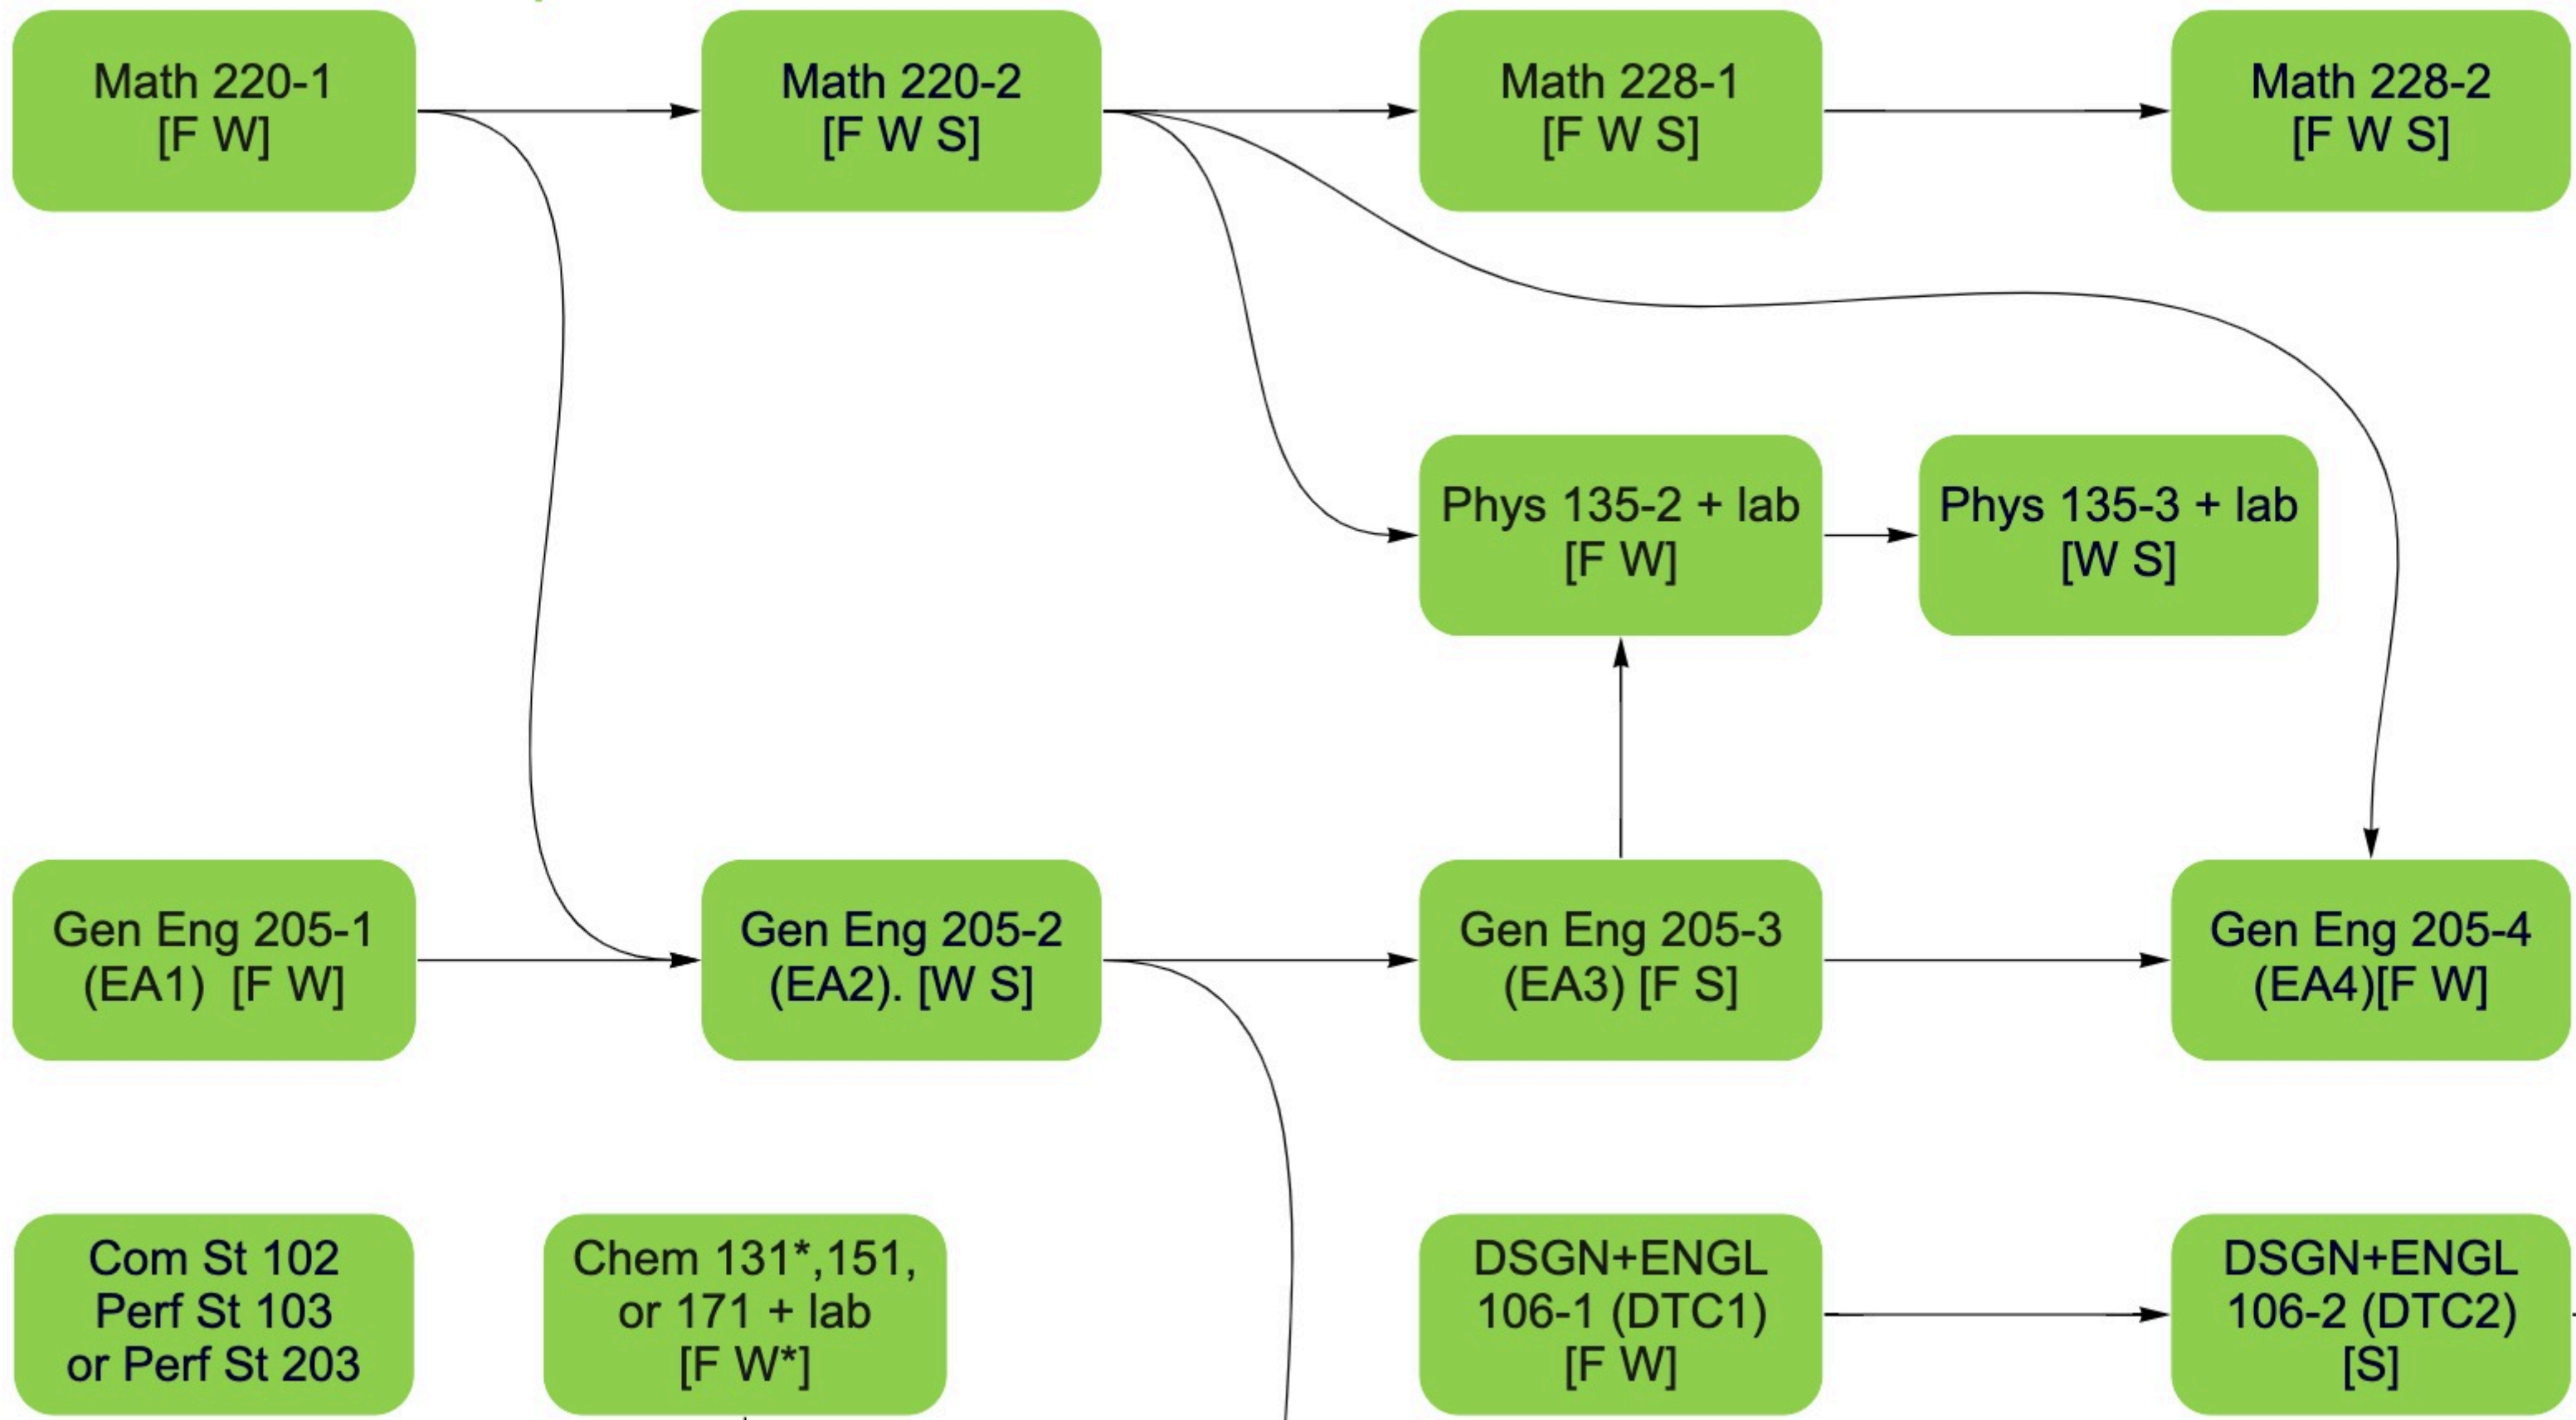 Math 220-1
[F W]
Math 220-2
[F W S]
Math 228-1
[F W S]
Math 228-2
[F W S]
Phys 135-2 + lab
[F W]
Phys 135-3 + lab
[W S]
Gen Eng 205-1
(EA1)  [F W]
Gen Eng 205-2
(EA2). [W S]
Gen Eng 205-3
(EA3) [F S]
Gen Eng 205-4
(EA4)[F W]
Com St 102
Perf St 103
or Perf St 203
Chem 131*,151,
or 171 + lab
[F W*]
DSGN+ENGL
106-1 (DTC1)
[F W]
DSGN+ENGL
106-2 (DTC2)
[S]